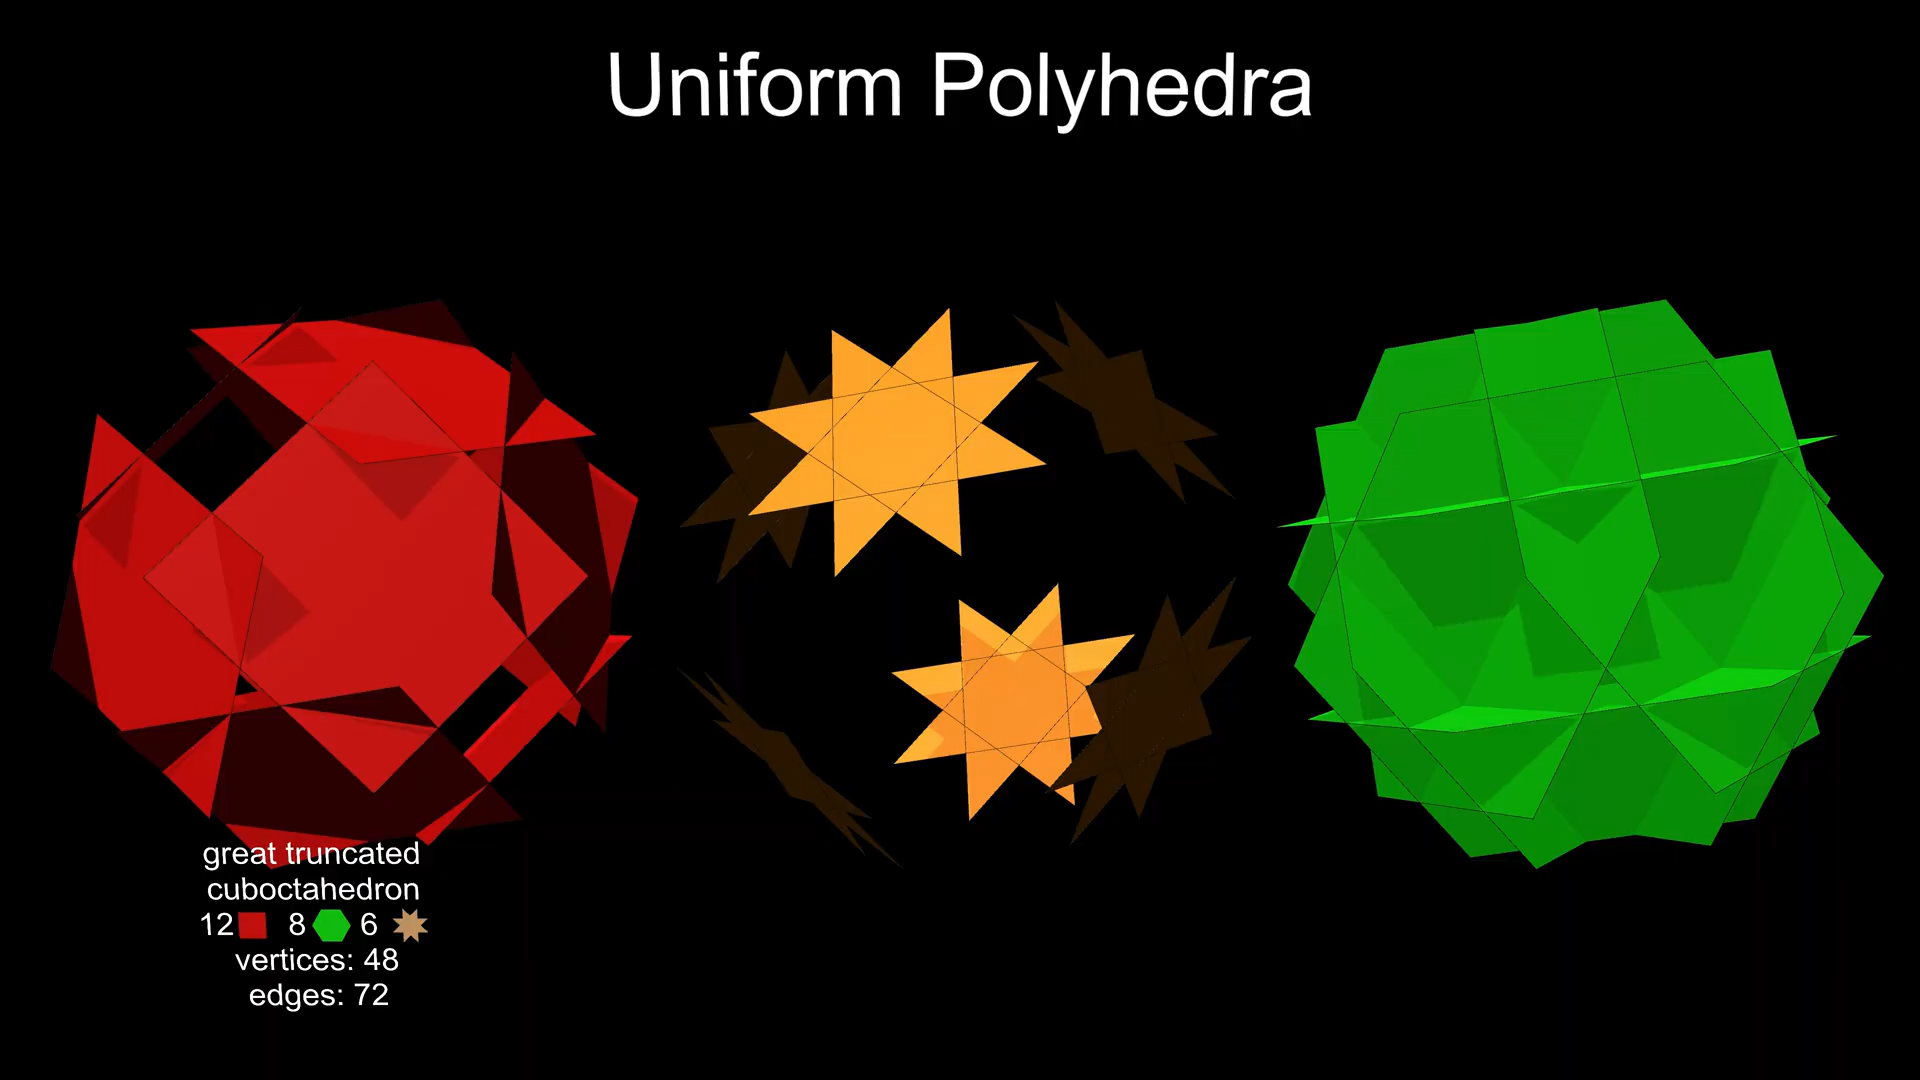 Uniform Polyhedra
great truncated
cuboctahedron
12 8 6
vertices: 48
edges: 72